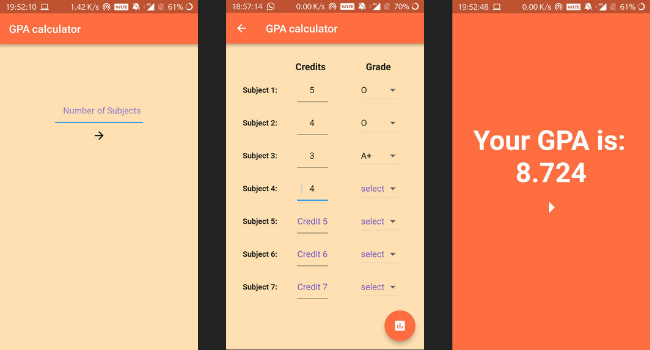 19:52:10 1.42 K/s VoLTE 4G 61%
GPA calculator
Number of Subjects
18:57:14 0.00 K/s VoLTE 4G 70%
GPA calculator
Credits Grade
Subject 1: 5 O
Subject 2: 4 O
Subject 3: 3 A+
Subject 4: 4 select
Subject 5: Credit 5 select
Subject 6: Credit 6 select
Subject 7: Credit 7 select
19:52:48 0.00 K/s VoLTE 4G 61%
Your GPA is:
8.724